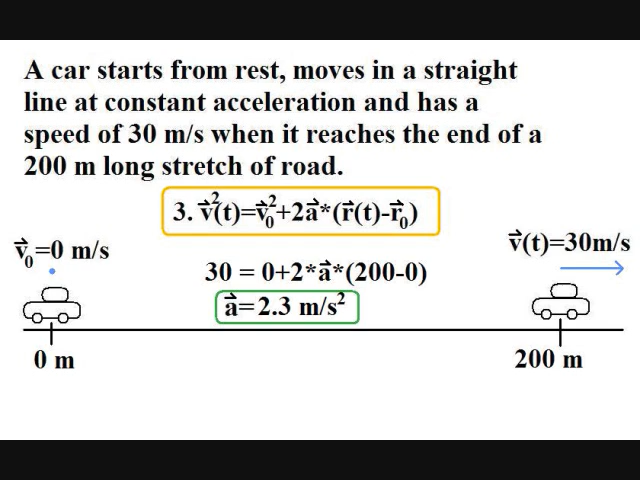 A car starts from rest, moves in a straight
line at constant acceleration and has a
speed of 30 m/s when it reaches the end of a
200 m long stretch of road.
3. v⃗²(t)=v⃗₀²+2a⃗*(r⃗(t)-r⃗₀)
v⃗₀=0 m/s
v⃗(t)=30m/s
30 = 0+2*a⃗*(200-0)
a⃗=2.3 m/s²
0 m
200 m